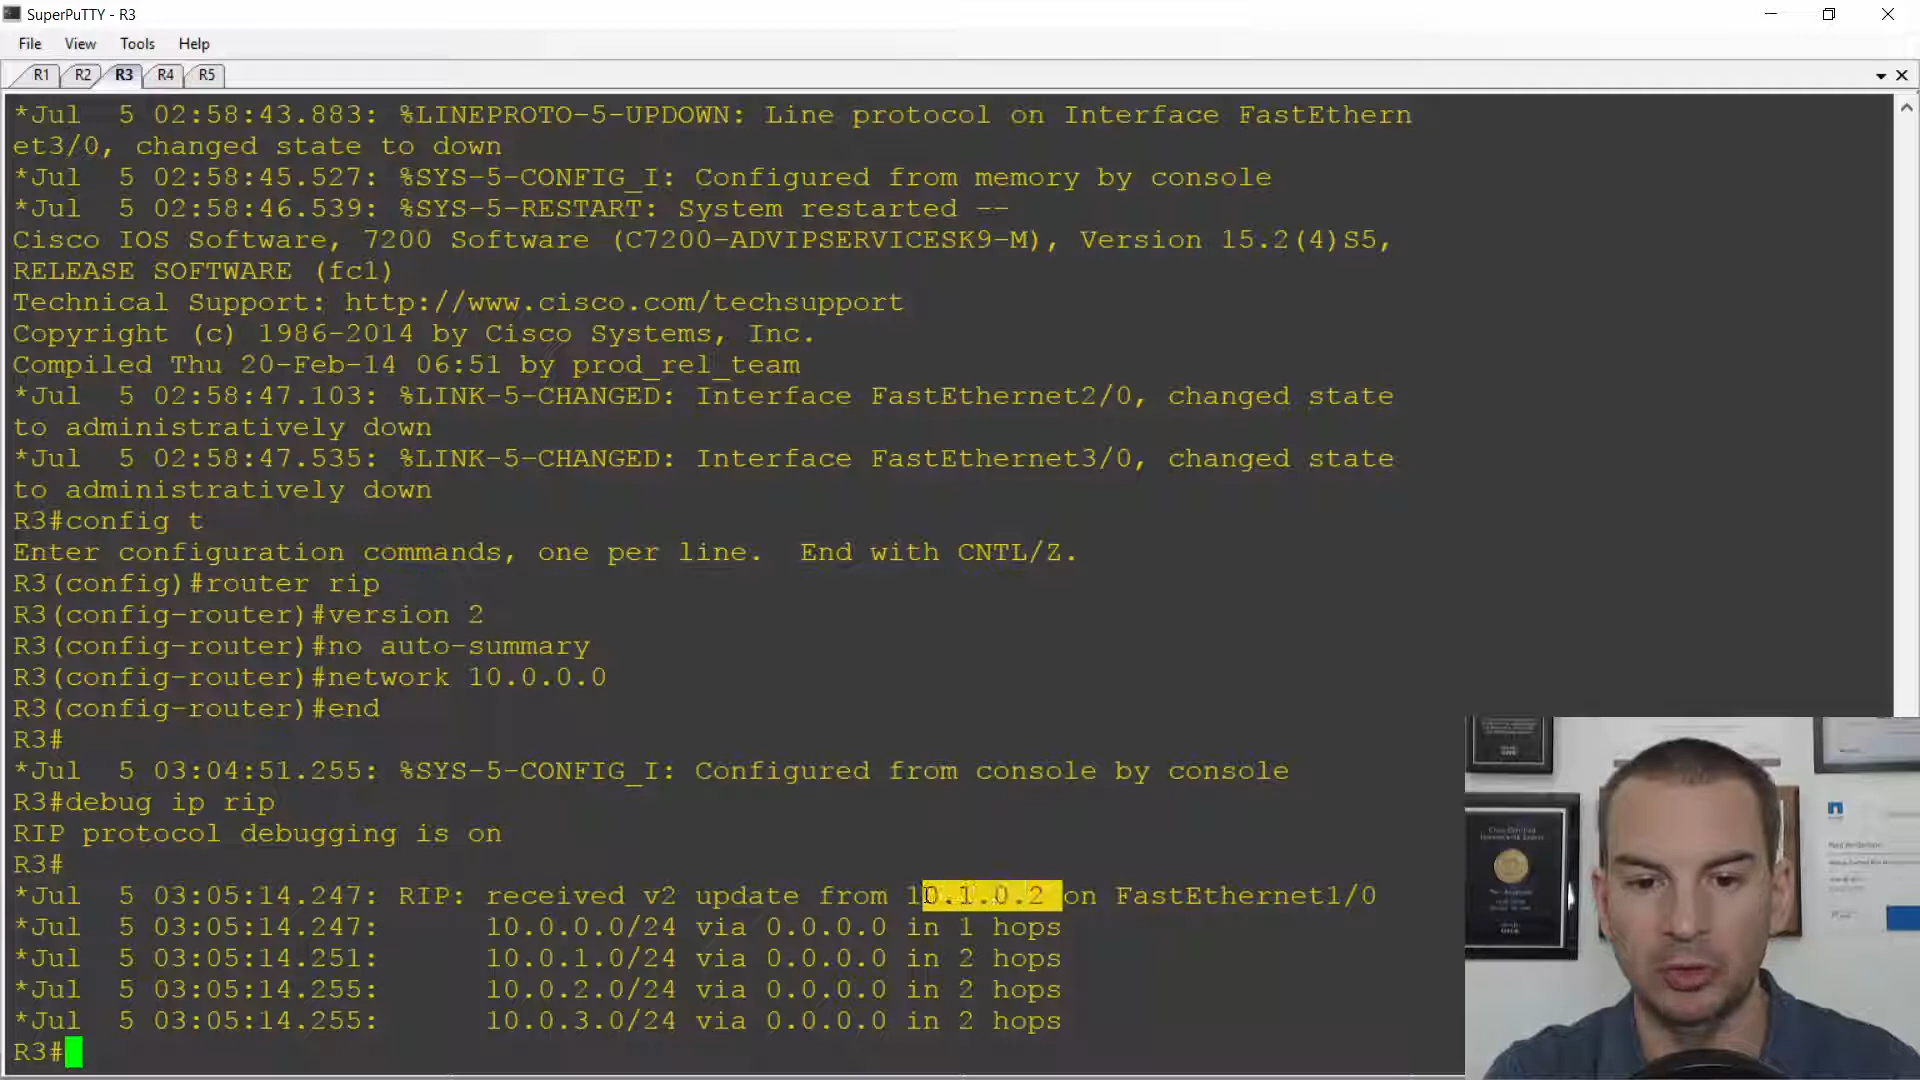 SuperPuTTY - R3
File View Tools Help
R1 R2 R3 R4 R5
*Jul  5 02:58:43.883: %LINEPROTO-5-UPDOWN: Line protocol on Interface FastEthern
et3/0, changed state to down
*Jul  5 02:58:45.527: %SYS-5-CONFIG_I: Configured from memory by console
*Jul  5 02:58:46.539: %SYS-5-RESTART: System restarted --
Cisco IOS Software, 7200 Software (C7200-ADVIPSERVICESK9-M), Version 15.2(4)S5,
RELEASE SOFTWARE (fc1)
Technical Support: http://www.cisco.com/techsupport
Copyright (c) 1986-2014 by Cisco Systems, Inc.
Compiled Thu 20-Feb-14 06:51 by prod_rel_team
*Jul  5 02:58:47.103: %LINK-5-CHANGED: Interface FastEthernet2/0, changed state
to administratively down
*Jul  5 02:58:47.535: %LINK-5-CHANGED: Interface FastEthernet3/0, changed state
to administratively down
R3#config t
Enter configuration commands, one per line.  End with CNTL/Z.
R3(config)#router rip
R3(config-router)#version 2
R3(config-router)#no auto-summary
R3(config-router)#network 10.0.0.0
R3(config-router)#end
R3#
*Jul  5 03:04:51.255: %SYS-5-CONFIG_I: Configured from console by console
R3#debug ip rip
RIP protocol debugging is on
R3#
*Jul  5 03:05:14.247: RIP: received v2 update from 10.1.0.2 on FastEthernet1/0
*Jul  5 03:05:14.247:      10.0.0.0/24 via 0.0.0.0 in 1 hops
*Jul  5 03:05:14.251:      10.0.1.0/24 via 0.0.0.0 in 2 hops
*Jul  5 03:05:14.255:      10.0.2.0/24 via 0.0.0.0 in 2 hops
*Jul  5 03:05:14.255:      10.0.3.0/24 via 0.0.0.0 in 2 hops
R3#